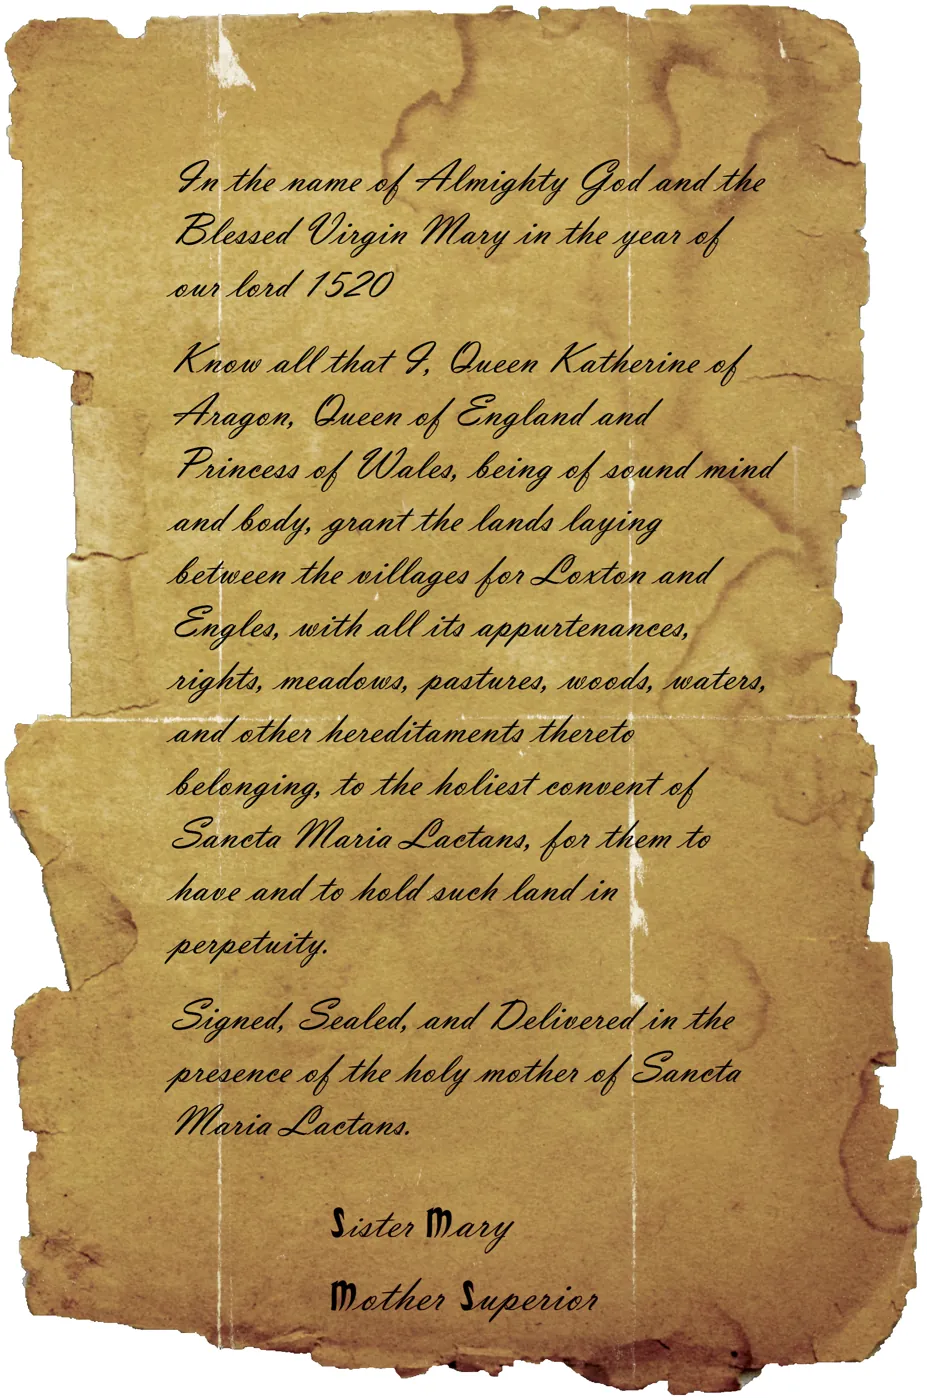 In the name of Almighty God and the
Blessed Virgin Mary in the year of
our lord 1520
Know all that I, Queen Katherine of
Aragon, Queen of England and
Princess of Wales, being of sound mind
and body, grant the lands laying
between the villages for Loxton and
Engles, with all its appurtenances,
rights, meadows, pastures, woods, waters,
and other hereditaments thereto
belonging, to the holiest convent of
Sancta Maria Lactans, for them to
have and to hold such land in
perpetuity.
Signed, Sealed, and Delivered in the
presence of the holy mother of Sancta
Maria Lactans.
Sister Mary
Mother Superior